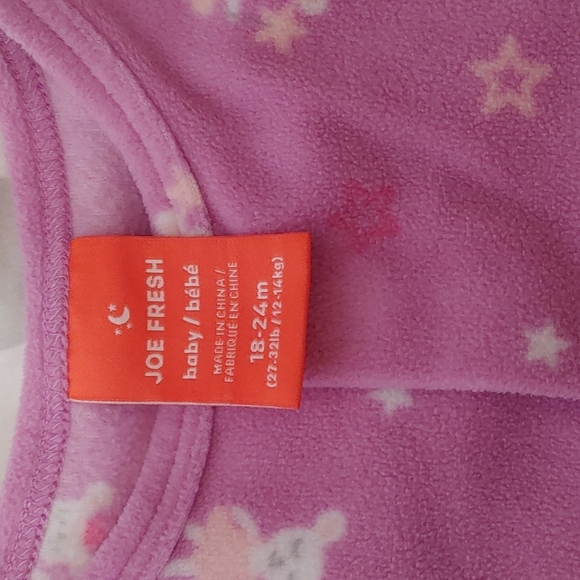 JOE FRESH
baby / bébé
MADE IN CHINA /
FABRIQUÉ EN CHINE
18-24m
(27-32lb / 12-14kg)